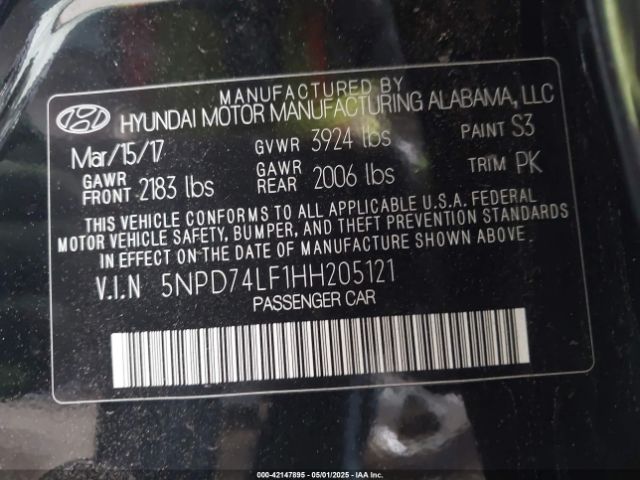 MANUFACTURED BY
HYUNDAI MOTOR MANUFACTURING ALABAMA, LLC
Mar/15/17 GVWR 3924 lbs PAINT S3
GAWR FRONT 2183 lbs GAWR REAR 2006 lbs TRIM PK
THIS VEHICLE CONFORMS TO ALL APPLICABLE U.S.A. FEDERAL
MOTOR VEHICLE SAFETY, BUMPER, AND THEFT PREVENTION STANDARDS
IN EFFECT ON THE DATE OF MANUFACTURE SHOWN ABOVE.
V.I.N 5NPD74LF1HH205121
PASSENGER CAR
000-42147895 - 05/01/2025 - IAA Inc.